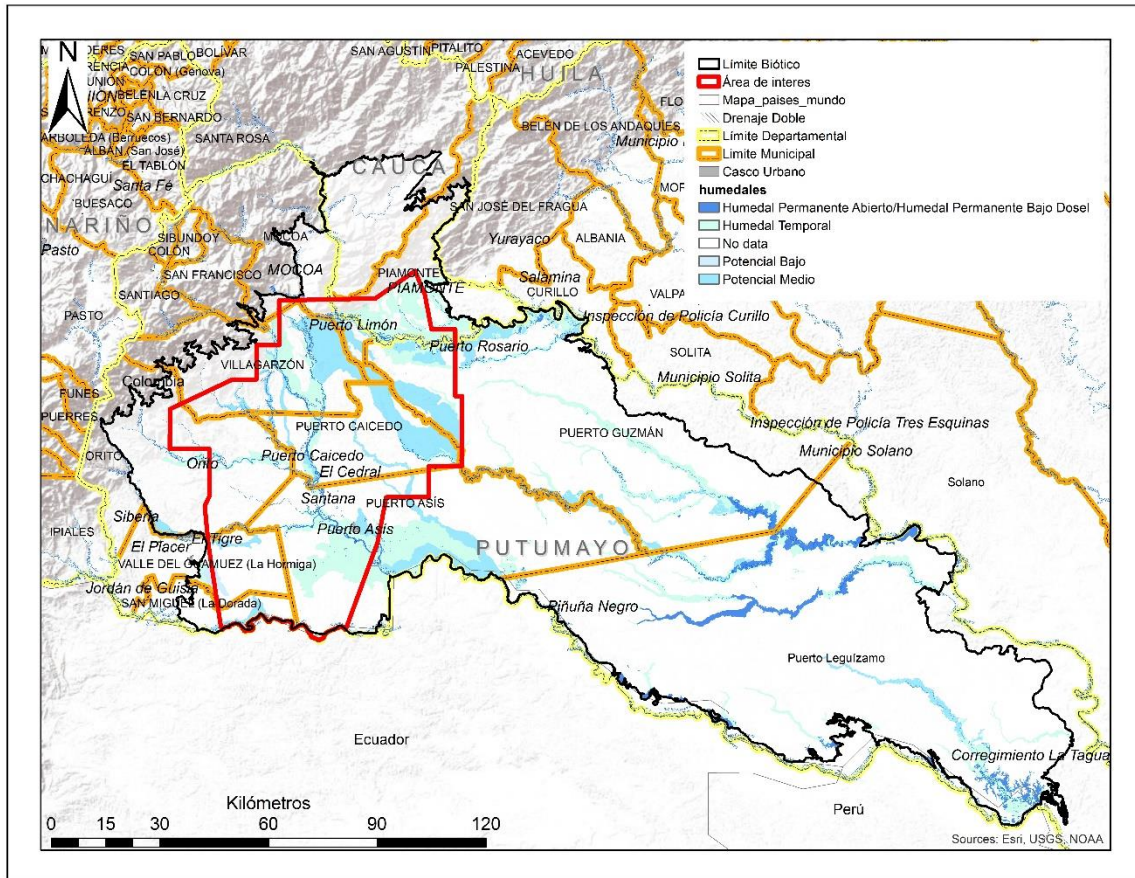 N
SAN PABLO
BOLÍVAR
COLÓN (Génova)
BELÉN
LA CRUZ
SAN BERNARDO
ARBOLEDA (Berruecos)
ALBÁN (San José)
EL TABLÓN
CHACHAGUÍ
Santa Fé
BUESACO
NARIÑO
Pasto
SANTA ROSA
SAN AGUSTÍN
PITALITO
PALESTINA
ACEVEDO
HUILA
BELÉN DE LOS ANDAQUÍES
CAUCA
SAN JOSÉ DEL FRAGUA
Yurayaco
ALBANIA
SIBUNDOY
COLÓN
MOCOA
MOCOA
SAN FRANCISCO
SANTIAGO
PASTO
PIAMONTE
PIAMONTE
Salamina
CURILLO
Puerto Limón
Inspección de Policía Curillo
Puerto Rosario
SOLITA
VILLAGARZÓN
Municipio Solita
Colombia
FUNES
PUERRES
PUERTO CAICEDO
PUERTO GUZMÁN
Inspección de Policía Tres Esquinas
Municipio Solano
ORITO
Orito
Puerto Caicedo
El Cedral
Solano
Santana
PUERTO ASÍS
Siberia
Puerto Asís
IPIALES
El Tigre
El Placer
PUTUMAYO
VALLE DEL GUAMUEZ (La Hormiga)
Jordán de Guisia
SAN MIGUEL (La Dorada)
Piñuña Negro
Puerto Leguízamo
Ecuador
Corregimiento La Tagua
Perú
Límite Biótico
Área de interes
Mapa_paises_mundo
Drenaje Doble
Límite Departamental
Limite Municipal
Casco Urbano
humedales
Humedal Permanente Abierto/Humedal Permanente Bajo Dosel
Humedal Temporal
No data
Potencial Bajo
Potencial Medio
Kilómetros
0 15 30 60 90 120
Sources: Esri, USGS, NOAA